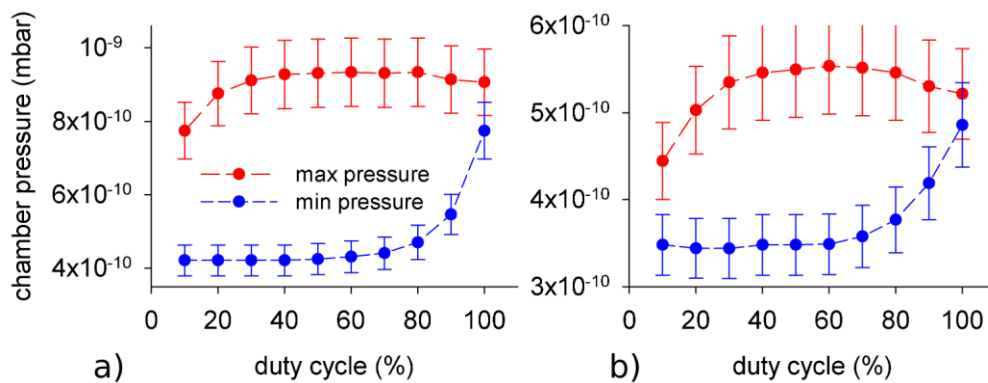 chamber pressure (mbar)
10⁻⁹
8x10⁻¹⁰
6x10⁻¹⁰
4x10⁻¹⁰
max pressure
min pressure
0 20 40 60 80 100
a) duty cycle (%)
6x10⁻¹⁰
5x10⁻¹⁰
4x10⁻¹⁰
3x10⁻¹⁰
0 20 40 60 80 100
b) duty cycle (%)